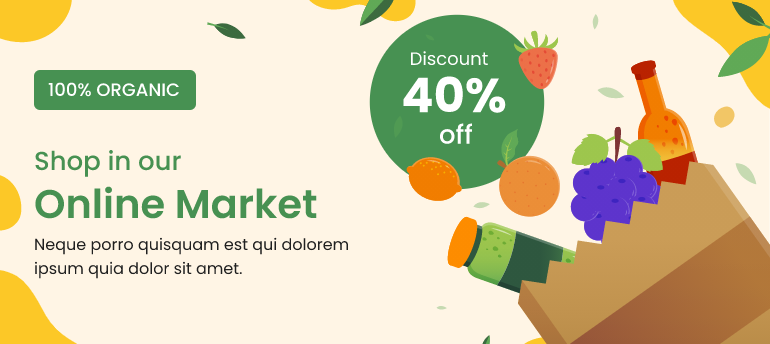 100% ORGANIC
Shop in our
Online Market
Neque porro quisquam est qui dolorem
ipsum quia dolor sit amet.
Discount
40%
off